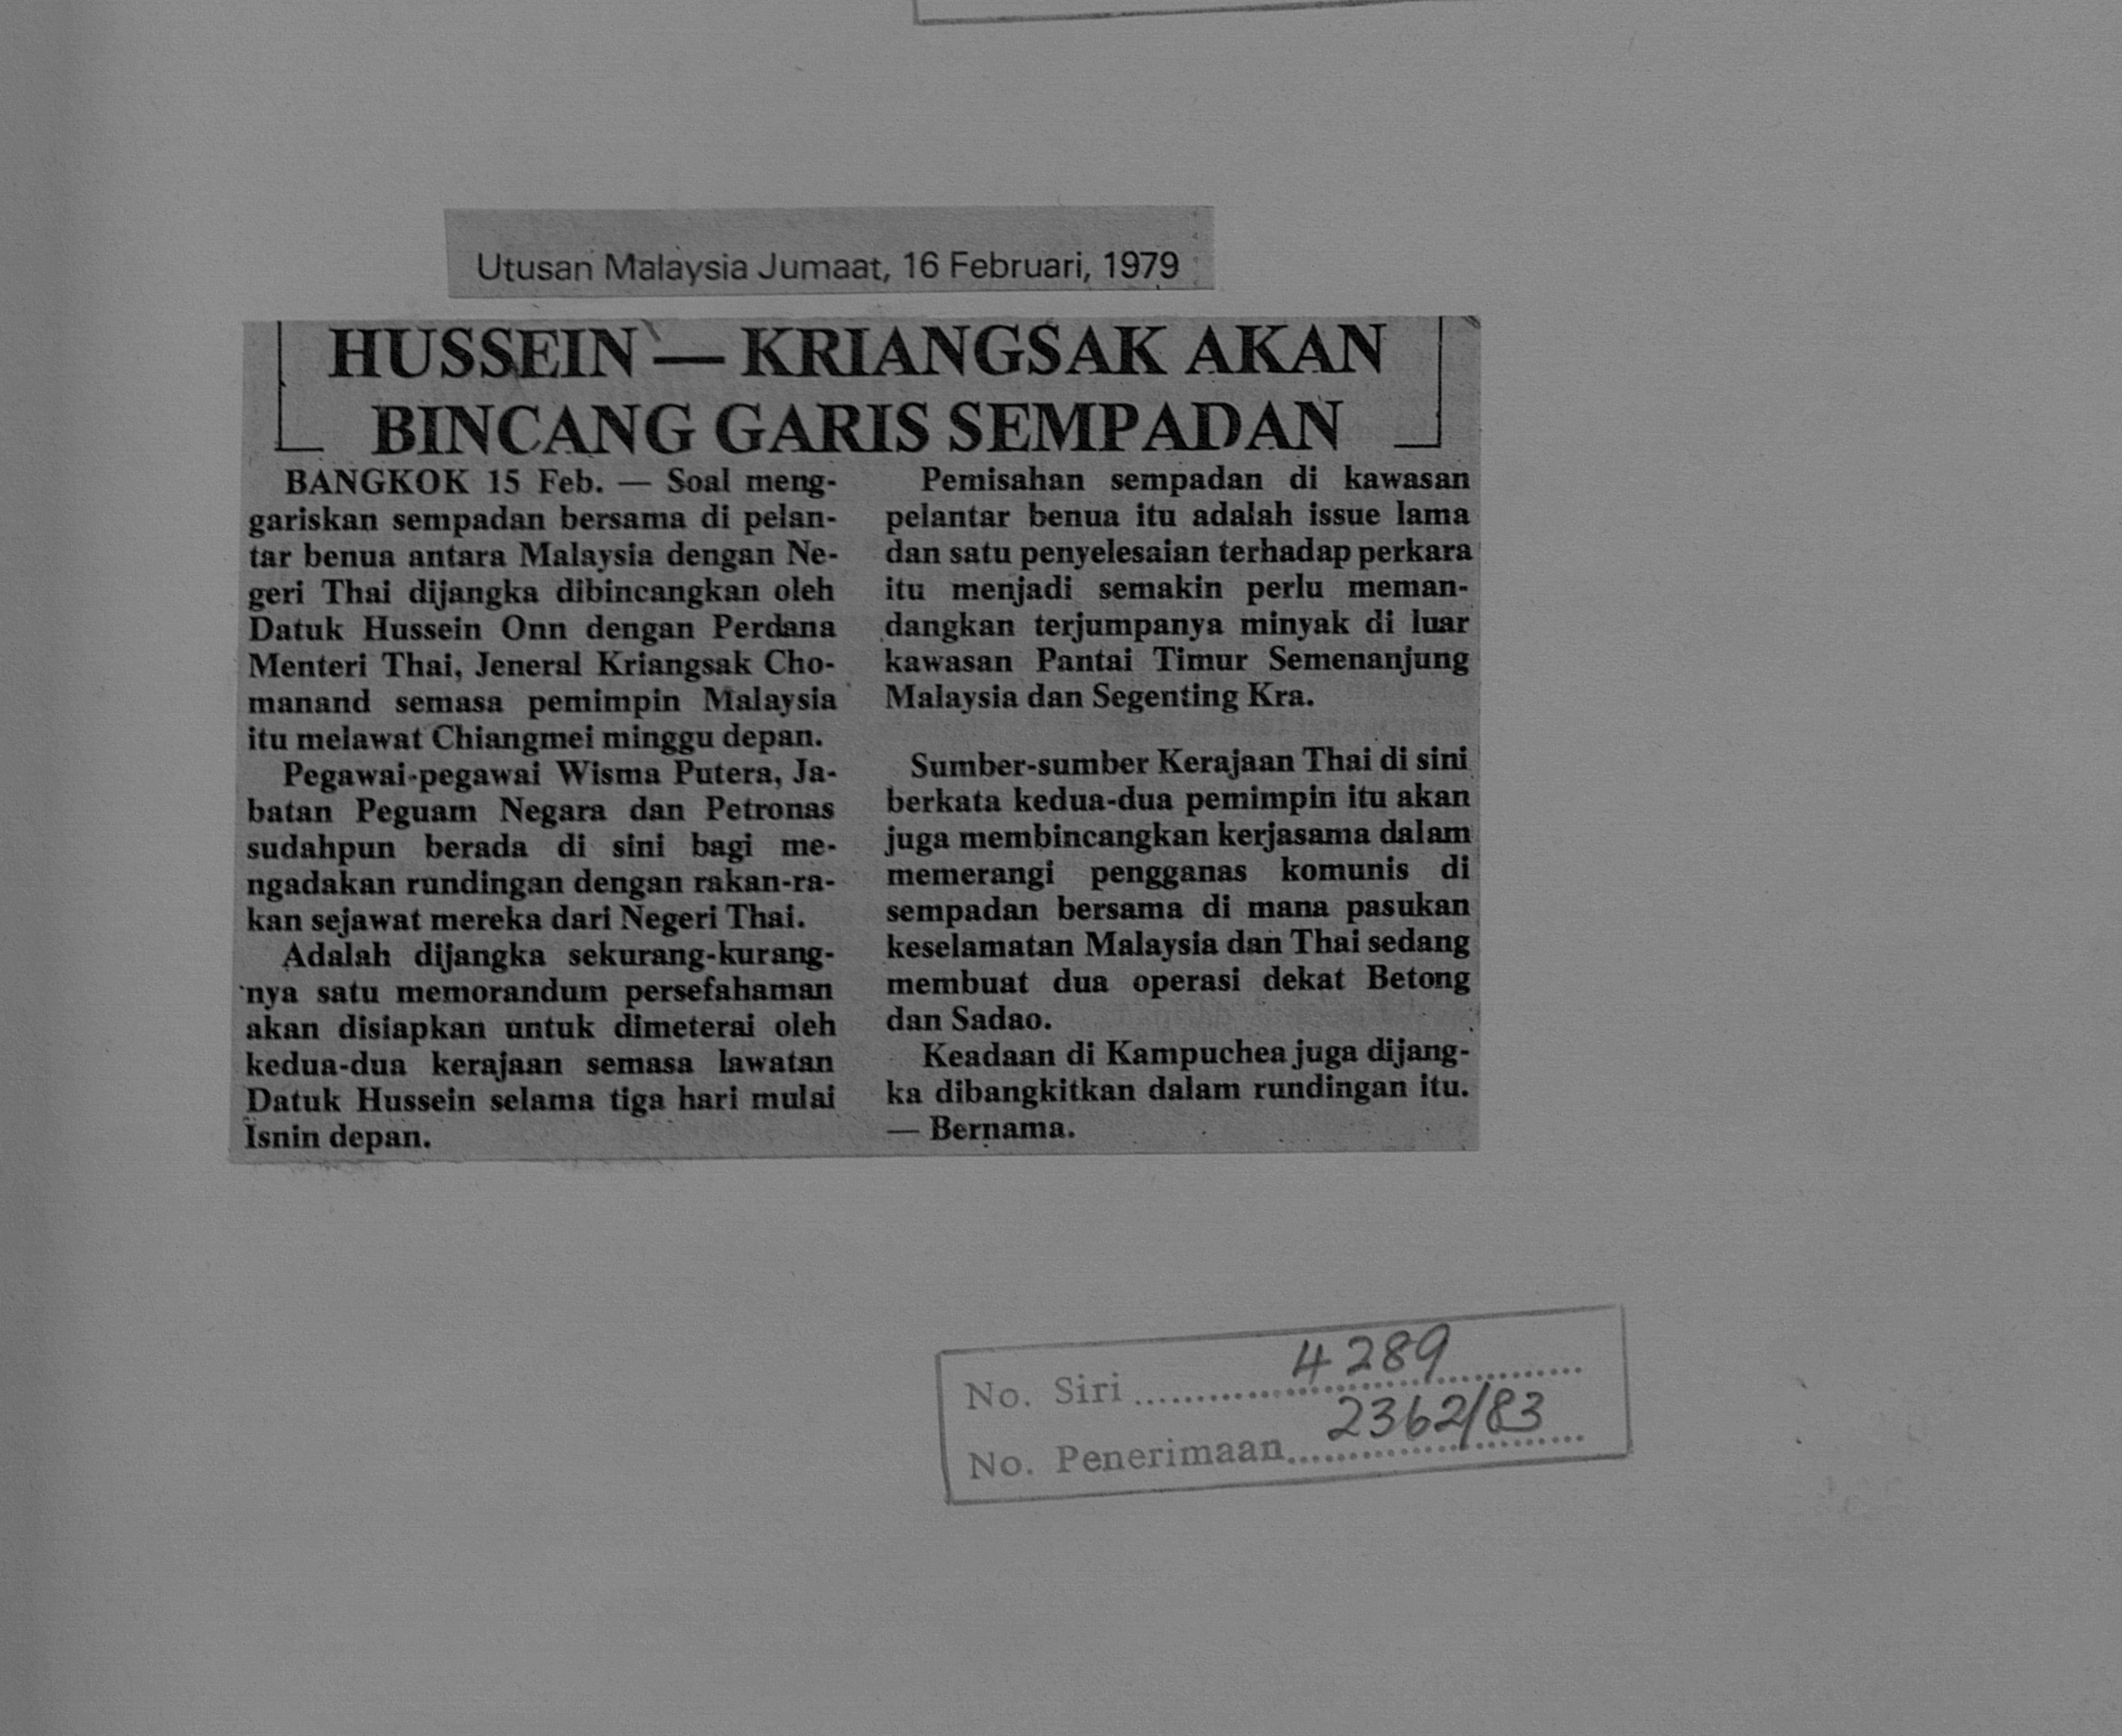 Utusan Malaysia Jumaat, 16 Februari, 1979
HUSSEIN — KRIANGSAK AKAN
BINCANG GARIS SEMPADAN
BANGKOK 15 Feb. — Soal meng-
gariskan sempadan bersama di pelan-
tar benua antara Malaysia dengan Ne-
geri Thai dijangka dibincangkan oleh
Datuk Hussein Onn dengan Perdana
Menteri Thai, Jeneral Kriangsak Cho-
manand semasa pemimpin Malaysia
itu melawat Chiangmei minggu depan.
Pegawai-pegawai Wisma Putera, Ja-
batan Peguam Negara dan Petronas
sudahpun berada di sini bagi me-
ngadakan rundingan dengan rakan-ra-
kan sejawat mereka dari Negeri Thai.
Adalah dijangka sekurang-kurang-
nya satu memorandum persefahaman
akan disiapkan untuk dimeterai oleh
kedua-dua kerajaan semasa lawatan
Datuk Hussein selama tiga hari mulai
Isnin depan.
Pemisahan sempadan di kawasan
pelantar benua itu adalah issue lama
dan satu penyelesaian terhadap perkara
itu menjadi semakin perlu meman-
dangkan terjumpanya minyak di luar
kawasan Pantai Timur Semenanjung
Malaysia dan Segenting Kra.
Sumber-sumber Kerajaan Thai di sini
berkata kedua-dua pemimpin itu akan
juga membincangkan kerjasama dalam
memerangi pengganas komunis di
sempadan bersama di mana pasukan
keselamatan Malaysia dan Thai sedang
membuat dua operasi dekat Betong
dan Sadao.
Keadaan di Kampuchea juga dijang-
ka dibangkitkan dalam rundingan itu.
— Bernama.
No. Siri 4289
No. Penerimaan 2362/83